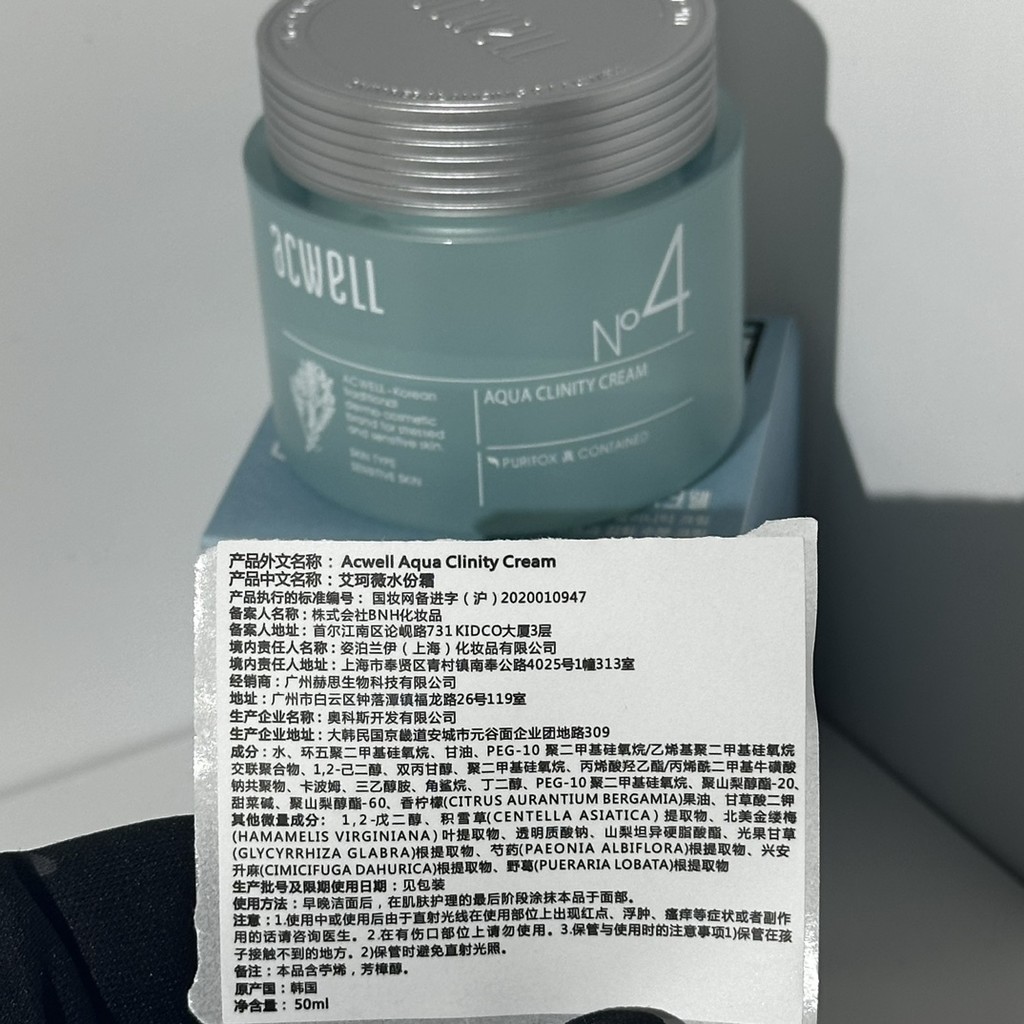 acwell
No4
ACWELL-Korean
traditional
derma-cosmetic
brand for stressed
and sensitive skin.
SKIN TYPE
SENSITIVE SKIN
AQUA CLINITY CREAM
PURITOX 真 CONTAINED
产品外文名称：Acwell Aqua Clinity Cream
产品中文名称：艾珂薇水份霜
产品执行的标准编号：国妆网备进字（沪）2020010947
备案人名称：株式会社BNH化妆品
备案人地址：首尔江南区论岘路731 KIDCO大厦3层
境内责任人名称：姿泊兰伊（上海）化妆品有限公司
境内责任人地址：上海市奉贤区青村镇南奉公路4025号1幢313室
经销商：广州赫思生物科技有限公司
地址：广州市白云区钟落潭镇福龙路26号119室
生产企业名称：奥科斯开发有限公司
生产企业地址：大韩民国京畿道安城市元谷面企业团地路309
成分：水、环五聚二甲基硅氧烷、甘油、PEG-10 聚二甲基硅氧烷/乙烯基聚二甲基硅氧烷
交联聚合物、1,2-己二醇、双丙甘醇、聚二甲基硅氧烷、丙烯酸羟乙酯/丙烯酰二甲基牛磺酸
钠共聚物、卡波姆、三乙醇胺、角鲨烷、丁二醇、PEG-10 聚二甲基硅氧烷、聚山梨醇酯-20、
甜菜碱、聚山梨醇酯-60、香柠檬(CITRUS AURANTIUM BERGAMIA)果油、甘草酸二钾
其他微量成分：1,2-戊二醇、积雪草(CENTELLA ASIATICA）提取物、北美金缕梅
(HAMAMELIS VIRGINIANA）叶提取物、透明质酸钠、山梨坦异硬脂酸酯、光果甘草
(GLYCYRRHIZA GLABRA)根提取物、芍药(PAEONIA ALBIFLORA)根提取物、兴安
升麻(CIMICIFUGA DAHURICA)根提取物、野葛(PUERARIA LOBATA)根提取物
生产批号及限期使用日期：见包装
使用方法：早晚洁面后，在肌肤护理的最后阶段涂抹本品于面部。
注意：1.使用中或使用后由于直射光线在使用部位上出现红点、浮肿、瘙痒等症状或者副作
用的话请咨询医生。2.在有伤口部位上请勿使用。3.保管与使用时的注意事项1)保管在孩
子接触不到的地方。2)保管时避免直射光照。
备注：本品含苧烯，芳樟醇。
原产国：韩国
净含量：50ml